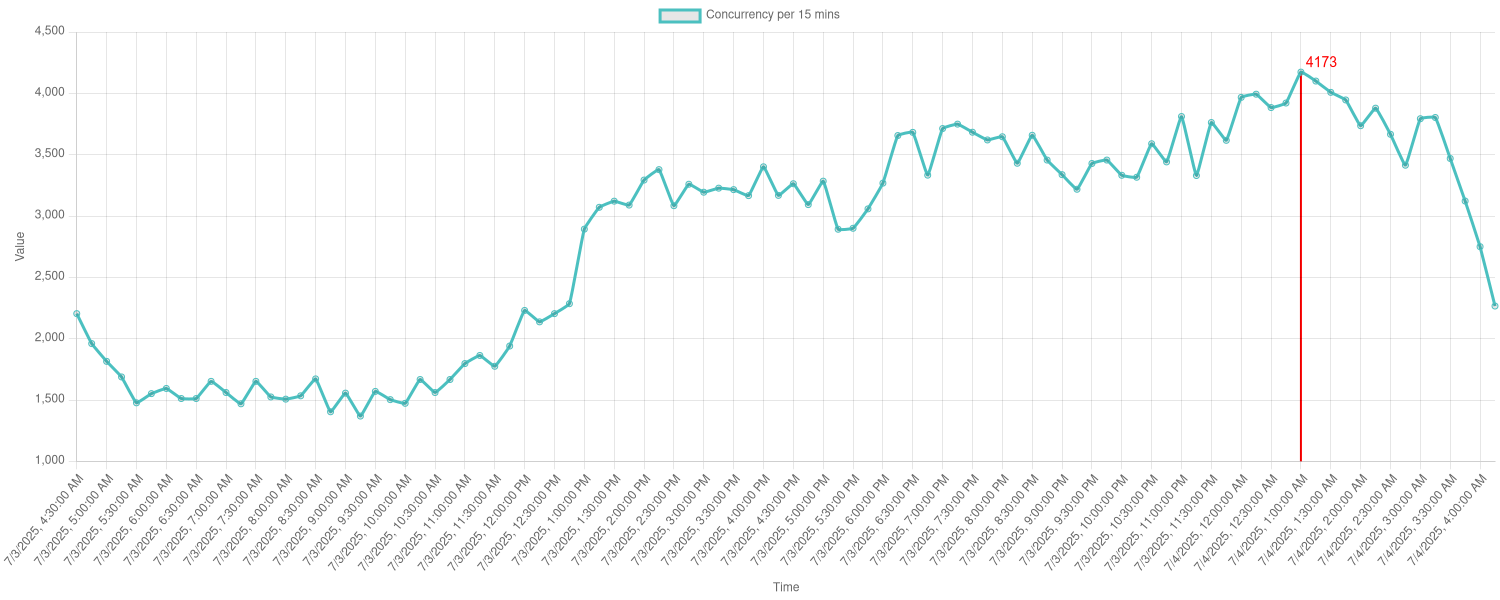 Concurrency per 15 mins
4173
Value
4,500
4,000
3,500
3,000
2,500
2,000
1,500
1,000
7/3/2025, 4:30:00 AM
7/3/2025, 5:00:00 AM
7/3/2025, 5:30:00 AM
7/3/2025, 6:00:00 AM
7/3/2025, 6:30:00 AM
7/3/2025, 7:00:00 AM
7/3/2025, 7:30:00 AM
7/3/2025, 8:00:00 AM
7/3/2025, 8:30:00 AM
7/3/2025, 9:00:00 AM
7/3/2025, 9:30:00 AM
7/3/2025, 10:00:00 AM
7/3/2025, 10:30:00 AM
7/3/2025, 11:00:00 AM
7/3/2025, 11:30:00 AM
7/3/2025, 12:00:00 PM
7/3/2025, 12:30:00 PM
7/3/2025, 1:00:00 PM
7/3/2025, 1:30:00 PM
7/3/2025, 2:00:00 PM
7/3/2025, 2:30:00 PM
7/3/2025, 3:00:00 PM
7/3/2025, 3:30:00 PM
7/3/2025, 4:00:00 PM
7/3/2025, 4:30:00 PM
7/3/2025, 5:00:00 PM
7/3/2025, 5:30:00 PM
7/3/2025, 6:00:00 PM
7/3/2025, 6:30:00 PM
7/3/2025, 7:00:00 PM
7/3/2025, 7:30:00 PM
7/3/2025, 8:00:00 PM
7/3/2025, 8:30:00 PM
7/3/2025, 9:00:00 PM
7/3/2025, 9:30:00 PM
7/3/2025, 10:00:00 PM
7/3/2025, 10:30:00 PM
7/3/2025, 11:00:00 PM
7/3/2025, 11:30:00 PM
7/4/2025, 12:00:00 AM
7/4/2025, 12:30:00 AM
7/4/2025, 1:00:00 AM
7/4/2025, 1:30:00 AM
7/4/2025, 2:00:00 AM
7/4/2025, 2:30:00 AM
7/4/2025, 3:00:00 AM
7/4/2025, 3:30:00 AM
7/4/2025, 4:00:00 AM
Time